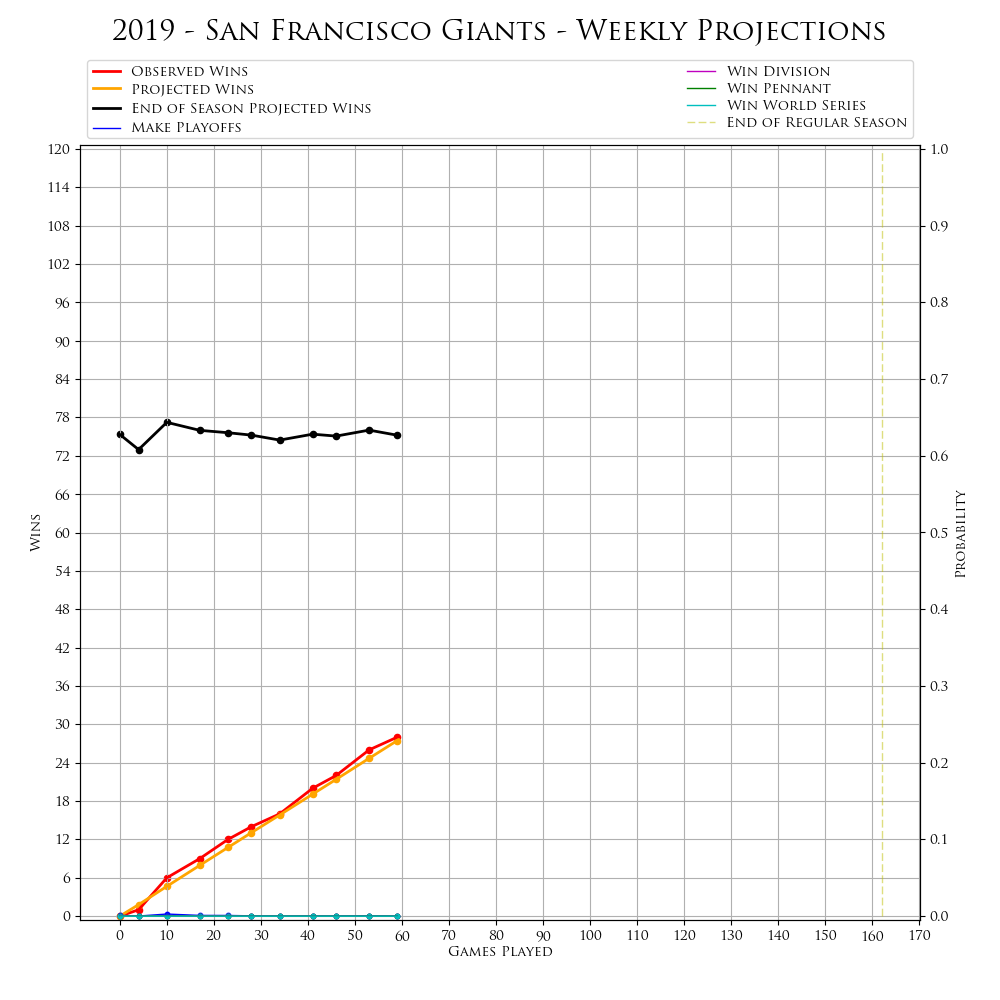 2019 - San Francisco Giants - Weekly Projections
Observed Wins
Projected Wins
End of Season Projected Wins
Make Playoffs
Win Division
Win Pennant
Win World Series
End of Regular Season
120
114
108
102
96
90
84
78
72
66
60
54
48
42
36
30
24
18
12
6
0
Wins
1.0
0.9
0.8
0.7
0.6
0.5
0.4
0.3
0.2
0.1
0.0
Probability
0 10 20 30 40 50 60 70 80 90 100 110 120 130 140 150 160 170
Games Played